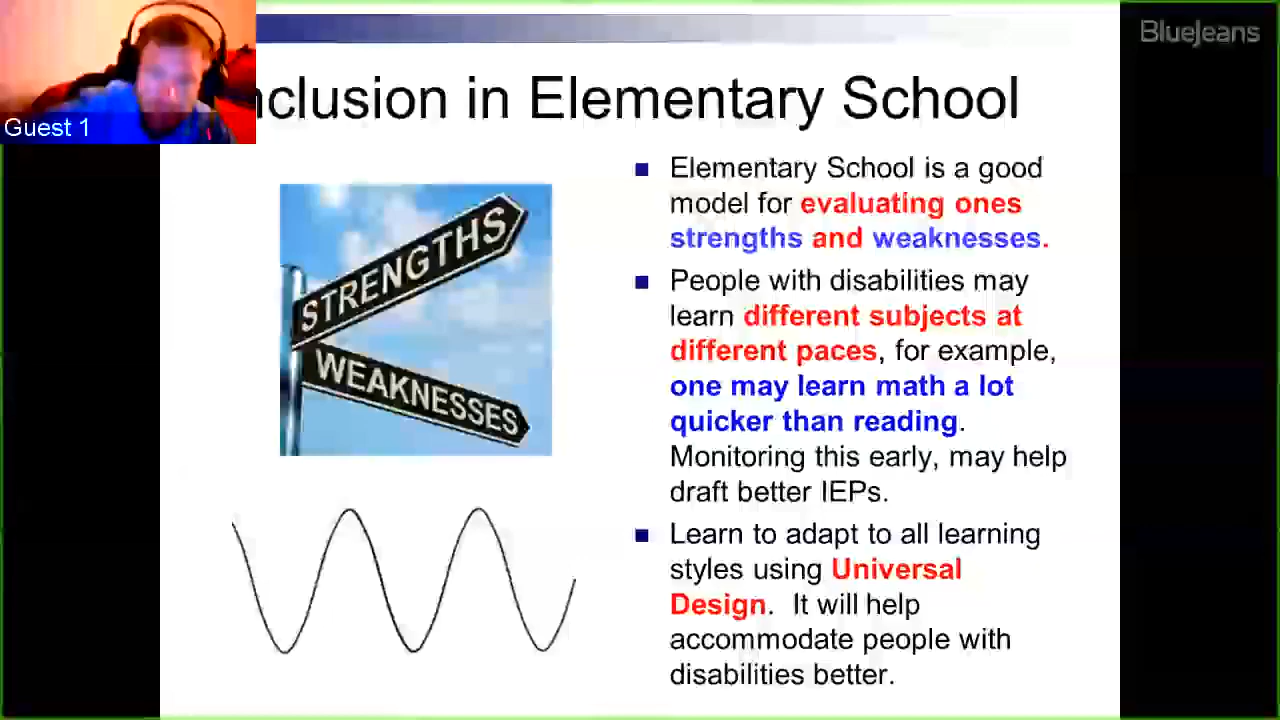 BlueJeans
Guest 1
nclusion in Elementary School
STRENGTHS
WEAKNESSES
Elementary School is a good
model for evaluating ones
strengths and weaknesses.
People with disabilities may
learn different subjects at
different paces, for example,
one may learn math a lot
quicker than reading.
Monitoring this early, may help
draft better IEPs.
Learn to adapt to all learning
styles using Universal
Design. It will help
accommodate people with
disabilities better.